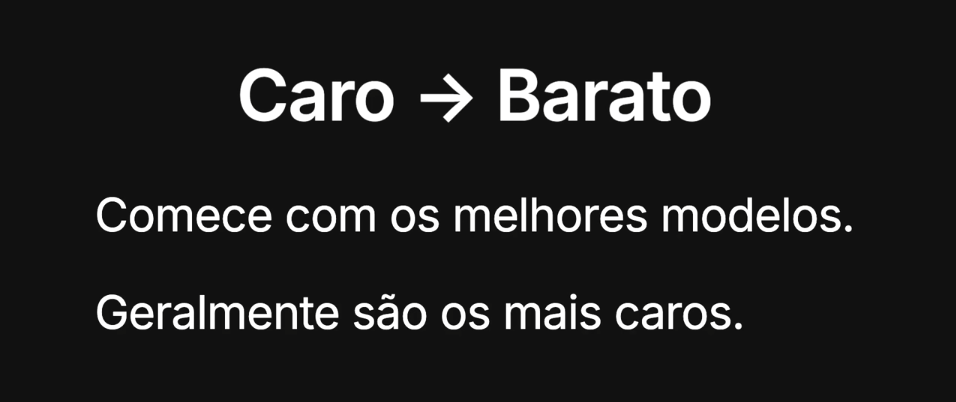 Caro → Barato
Comece com os melhores modelos.
Geralmente são os mais caros.